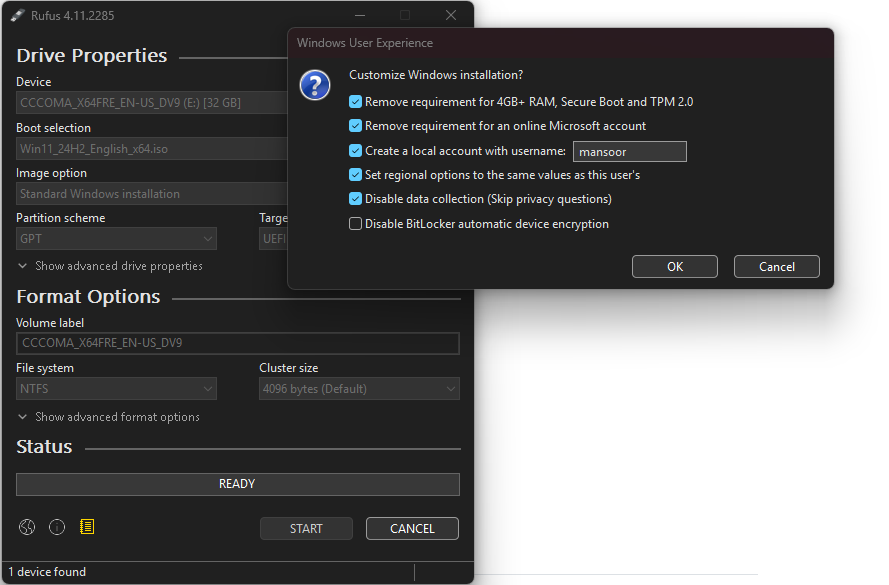 Rufus 4.11.2285
Drive Properties
Device
CCCOMA_X64FRE_EN-US_DV9 (E:) [32 GB]
Boot selection
Win11_24H2_English_x64.iso
Image option
Standard Windows installation
Partition scheme
Targe
GPT
UEFI
Show advanced drive properties
Format Options
Volume label
CCCOMA_X64FRE_EN-US_DV9
File system
Cluster size
NTFS
4096 bytes (Default)
Show advanced format options
Status
READY
START
CANCEL
1 device found
Windows User Experience
Customize Windows installation?
Remove requirement for 4GB+ RAM, Secure Boot and TPM 2.0
Remove requirement for an online Microsoft account
Create a local account with username: mansoor
Set regional options to the same values as this user's
Disable data collection (Skip privacy questions)
Disable BitLocker automatic device encryption
OK
Cancel